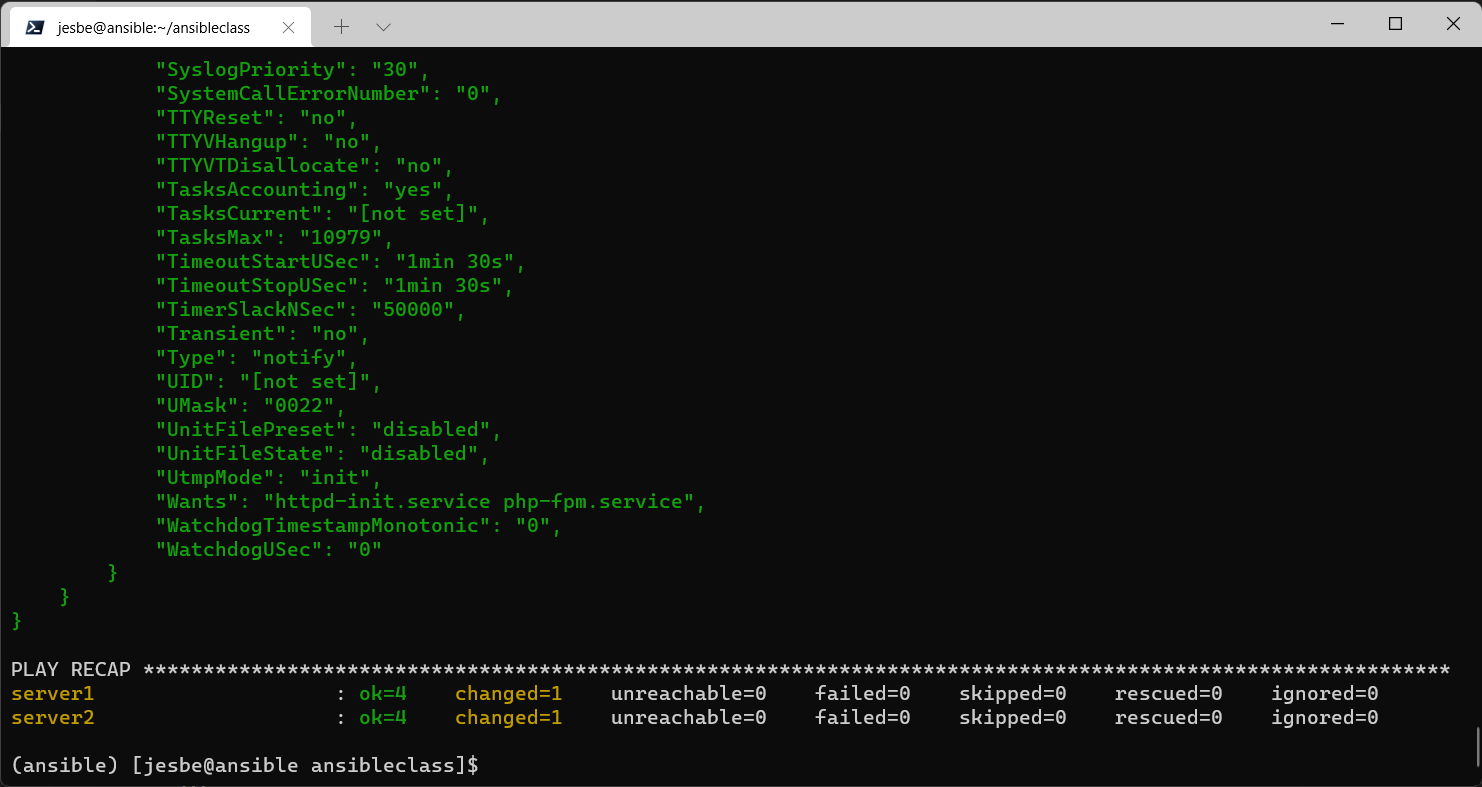 jesbe@ansible:~/ansibleclass
"SyslogPriority": "30",
"SystemCallErrorNumber": "0",
"TTYReset": "no",
"TTYVHangup": "no",
"TTYVTDisallocate": "no",
"TasksAccounting": "yes",
"TasksCurrent": "[not set]",
"TasksMax": "10979",
"TimeoutStartUSec": "1min 30s",
"TimeoutStopUSec": "1min 30s",
"TimerSlackNSec": "50000",
"Transient": "no",
"Type": "notify",
"UID": "[not set]",
"UMask": "0022",
"UnitFilePreset": "disabled",
"UnitFileState": "disabled",
"UtmpMode": "init",
"Wants": "httpd-init.service php-fpm.service",
"WatchdogTimestampMonotonic": "0",
"WatchdogUSec": "0"
}
}
}
PLAY RECAP *************************************************************************************************************
server1 : ok=4 changed=1 unreachable=0 failed=0 skipped=0 rescued=0 ignored=0
server2 : ok=4 changed=1 unreachable=0 failed=0 skipped=0 rescued=0 ignored=0
(ansible) [jesbe@ansible ansibleclass]$